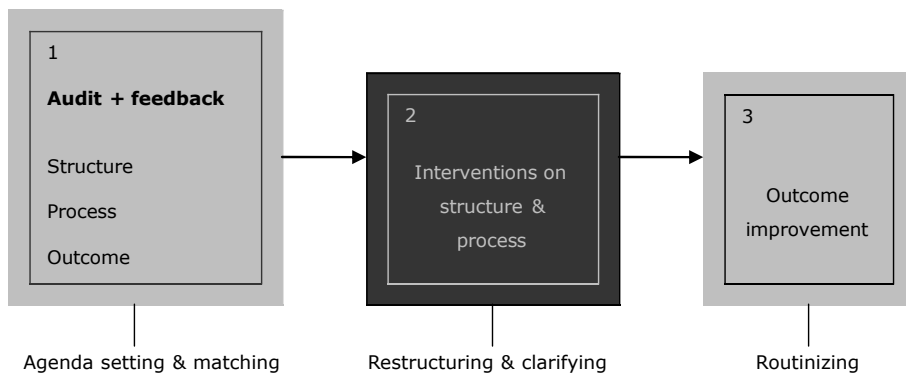 1
Audit + feedback
Structure
Process
Outcome
2
Interventions on
structure &
process
3
Outcome
improvement
Agenda setting & matching
Restructuring & clarifying
Routinizing